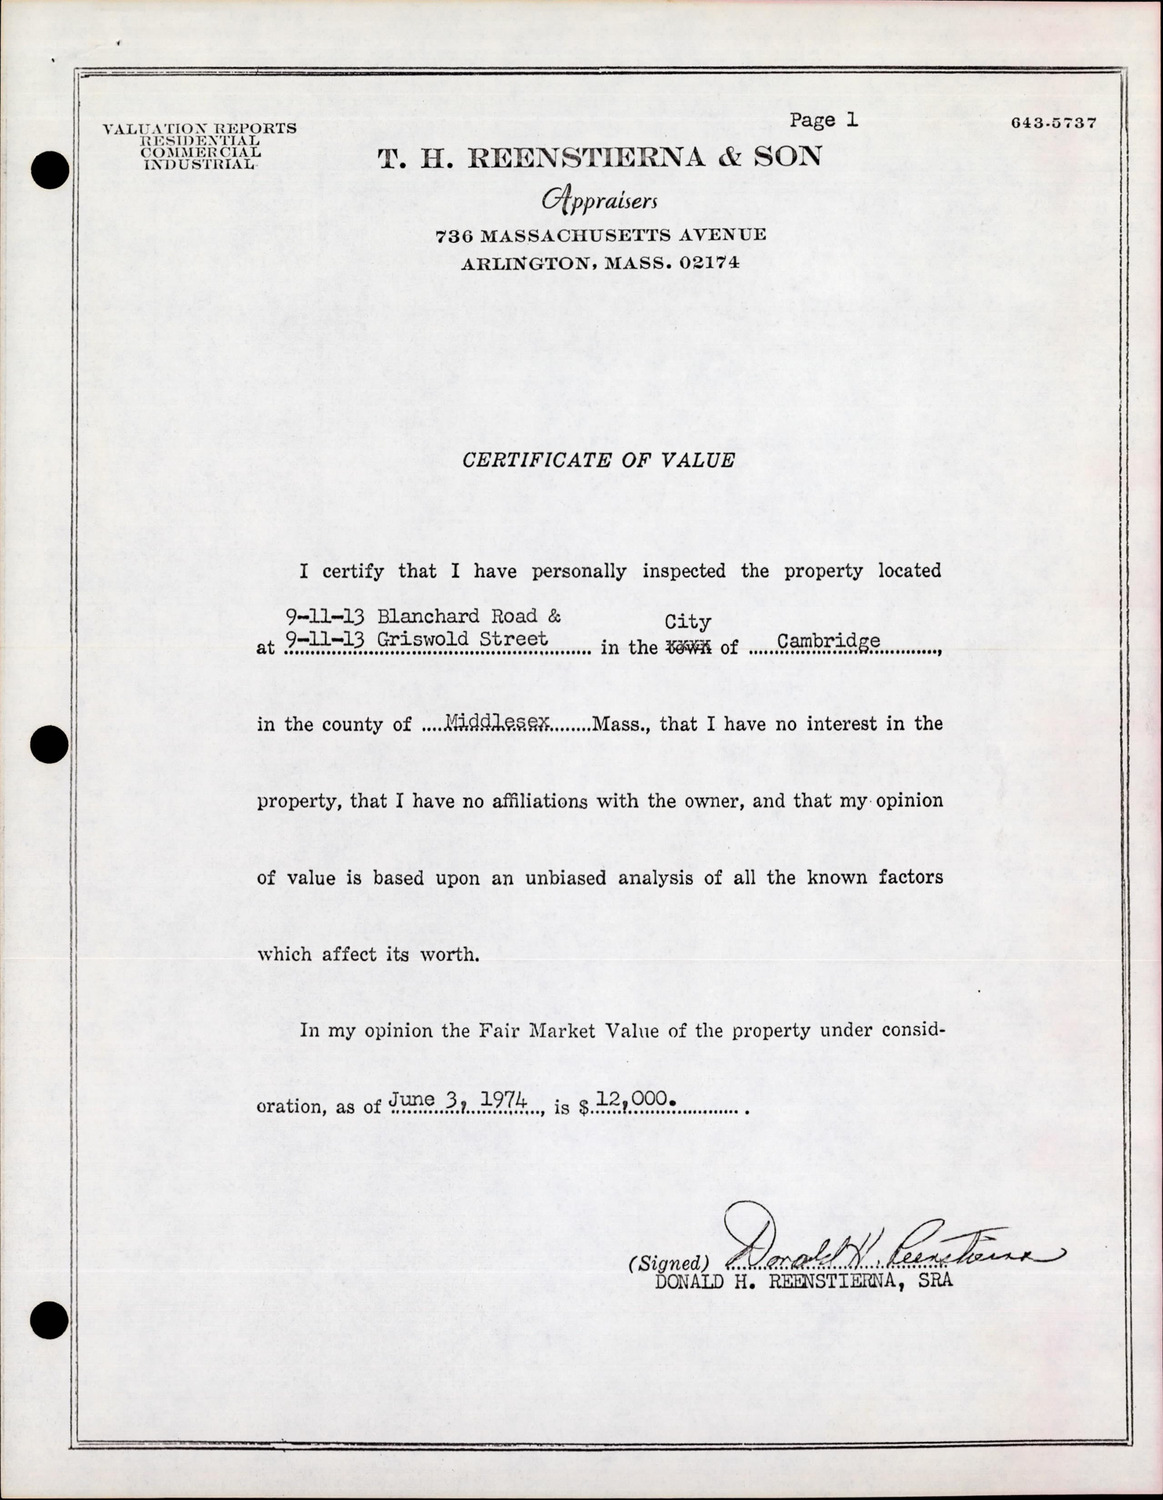 Page 1
643-5737
VALUATION REPORTS
RESIDENTIAL
COMMERCIAL
INDUSTRIAL
T. H. REENSTIERNA & SON
Appraisers
736 MASSACHUSETTS AVENUE
ARLINGTON, MASS. 02174
CERTIFICATE OF VALUE
I certify that I have personally inspected the property located
9-11-13 Blanchard Road &
City
at 9-11-13 Griswold Street in the town of Cambridge,
in the county of Middlesex Mass., that I have no interest in the
property, that I have no affiliations with the owner, and that my opinion
of value is based upon an unbiased analysis of all the known factors
which affect its worth.
In my opinion the Fair Market Value of the property under consid-
oration, as of June 3, 1974, is $ 12,000. .
(Signed) Donald H. Reenstierna
DONALD H. REENSTIERNA, SRA